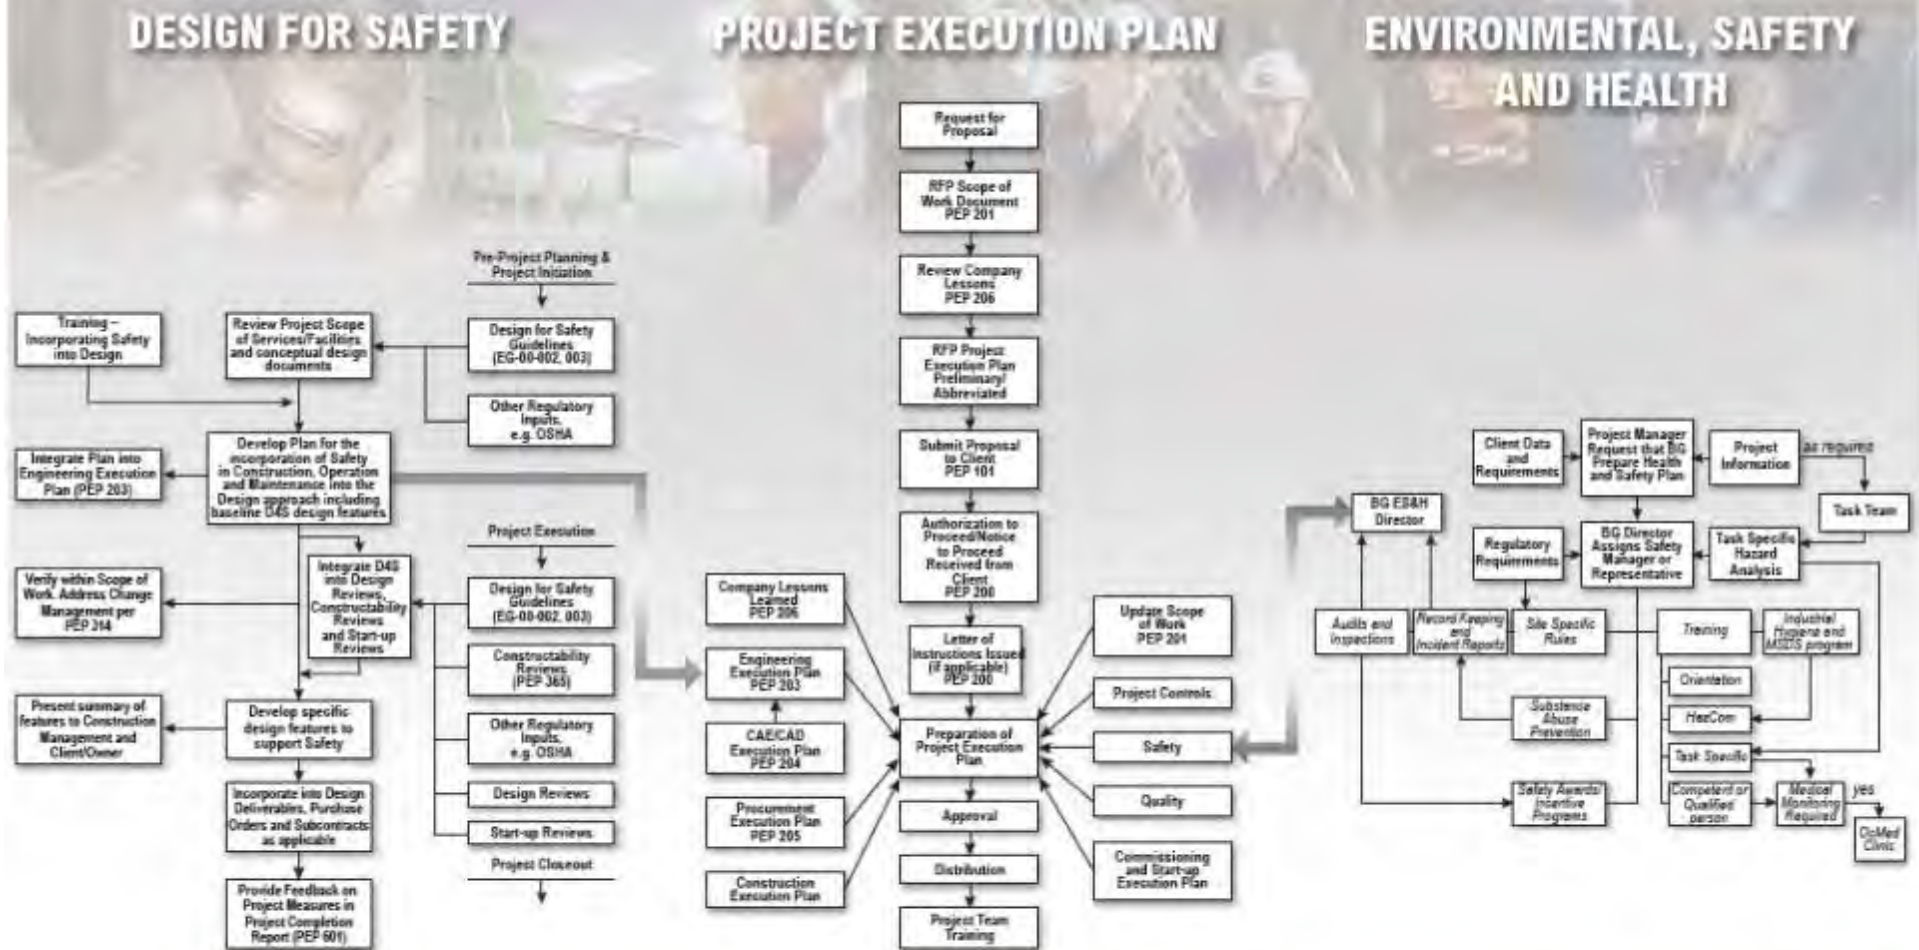 DESIGN FOR SAFETY
Pre-Project Planning &
Project Initiation
Training –
Incorporating Safety
into Design
Review Project Scope
of Services/Facilities
and conceptual design
documents
Design for Safety
Guidelines
(EG-00-002, 003)
Other Regulatory
Inputs,
e.g. OSHA
Integrate Plan into
Engineering Execution
Plan (PEP 203)
Develop Plan for the
incorporation of Safety
in Construction, Operation
and Maintenance into the
Design approach including
baseline D4S design features
Project Execution
Verify within Scope of
Work. Address Change
Management per
PEP 314
Integrate D4S
into Design
Reviews,
Constructability
Reviews
and Start-up
Reviews
Design for Safety
Guidelines
(EG-00-002, 003)
Constructability
Reviews
(PEP 365)
Other Regulatory
Inputs,
e.g. OSHA
Design Reviews
Start-up Reviews
Project Closeout
Present summary of
features to Construction
Management and
Client/Owner
Develop specific
design features to
support Safety
Incorporate into Design
Deliverables, Purchase
Orders and Subcontracts
as applicable
Provide Feedback on
Project Measures in
Project Completion
Report (PEP 601)
PROJECT EXECUTION PLAN
Request for
Proposal
RFP Scope of
Work Document
PEP 201
Review Company
Lessons
PEP 206
RFP Project
Execution Plan
Preliminary/
Abbreviated
Submit Proposal
to Client
PEP 101
Authorization to
Proceed/Notice
to Proceed
Received from
Client
PEP 200
Letter of
Instructions Issued
(if applicable)
PEP 200
Company Lessons
Learned
PEP 206
Engineering
Execution Plan
PEP 203
CAE/CAD
Execution Plan
PEP 204
Procurement
Execution Plan
PEP 205
Construction
Execution Plan
Preparation of
Project Execution
Plan
Approval
Distribution
Project Team
Training
Update Scope
of Work
PEP 201
Project Controls
Safety
Quality
Commissioning
and Start-up
Execution Plan
ENVIRONMENTAL, SAFETY
AND HEALTH
Client Data
and
Requirements
Project Manager
Request that BG
Prepare Health
and Safety Plan
Project
Information
as required
Task Team
BG ES&H
Director
Regulatory
Requirements
BG Director
Assigns Safety
Manager or
Representative
Task Specific
Hazard
Analysis
Audits and
Inspections
Record Keeping
and
Incident Reports
Site Specific
Rules
Training
Industrial
Hygiene and
MSDS program
Orientation
HazCom
Task Specific
Substance
Abuse
Prevention
Safety Awards/
Incentive
Programs
Competent or
Qualified
person
Medical
Monitoring
Required
yes
OcMed
Clinic